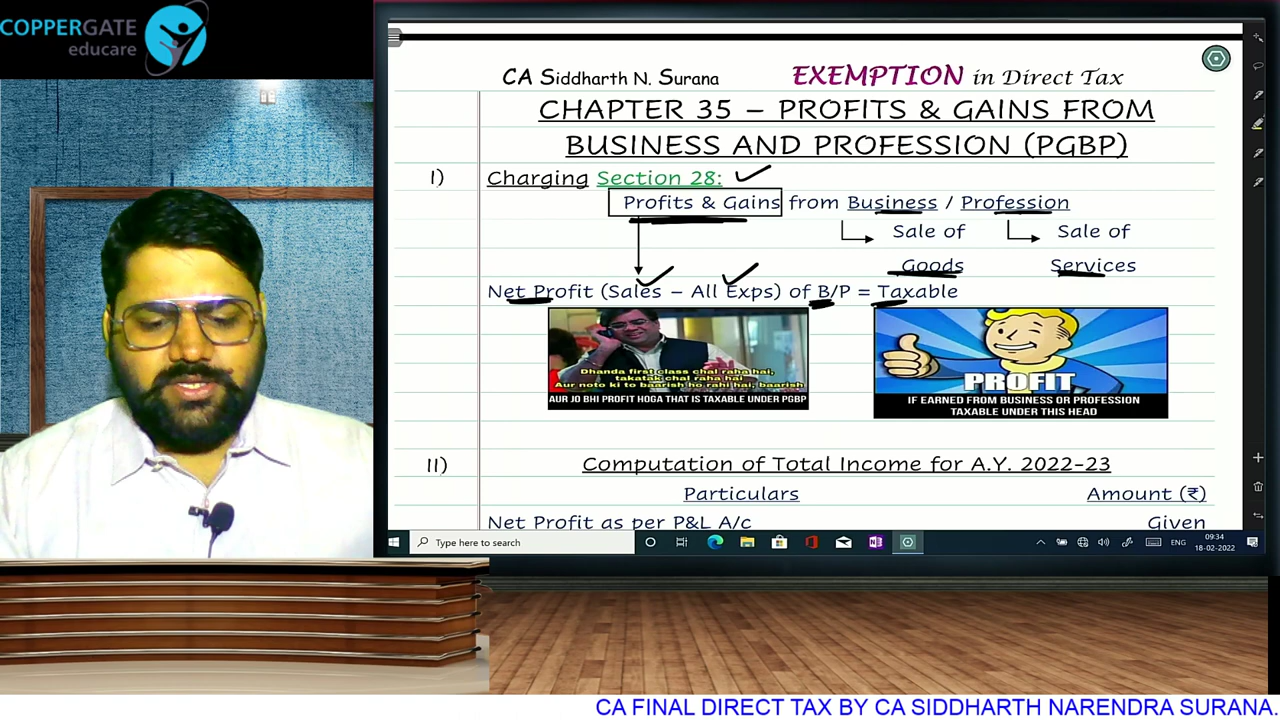 COPPERGATE
educare
CA Siddharth N. Surana
EXEMPTION in Direct Tax
CHAPTER 35 – PROFITS & GAINS FROM
BUSINESS AND PROFESSION (PGBP)
I)
Charging Section 28:
Profits & Gains from Business / Profession
Sale of
Sale of
Goods
Services
Net Profit (Sales – All Exps) of B/P = Taxable
Dhanda first class chal raha hai,
takatak chal raha hai
Aur noto ki to baarish ho rahi hai, baarish
AUR JO BHI PROFIT HOGA THAT IS TAXABLE UNDER PGBP
PROFIT
IF EARNED FROM BUSINESS OR PROFESSION
TAXABLE UNDER THIS HEAD
II)
Computation of Total Income for A.Y. 2022-23
Particulars
Amount (₹)
Net Profit as per P&L A/c
Given
Type here to search
ENG
09:34
18-02-2022
CA FINAL DIRECT TAX BY CA SIDDHARTH NARENDRA SURANA.